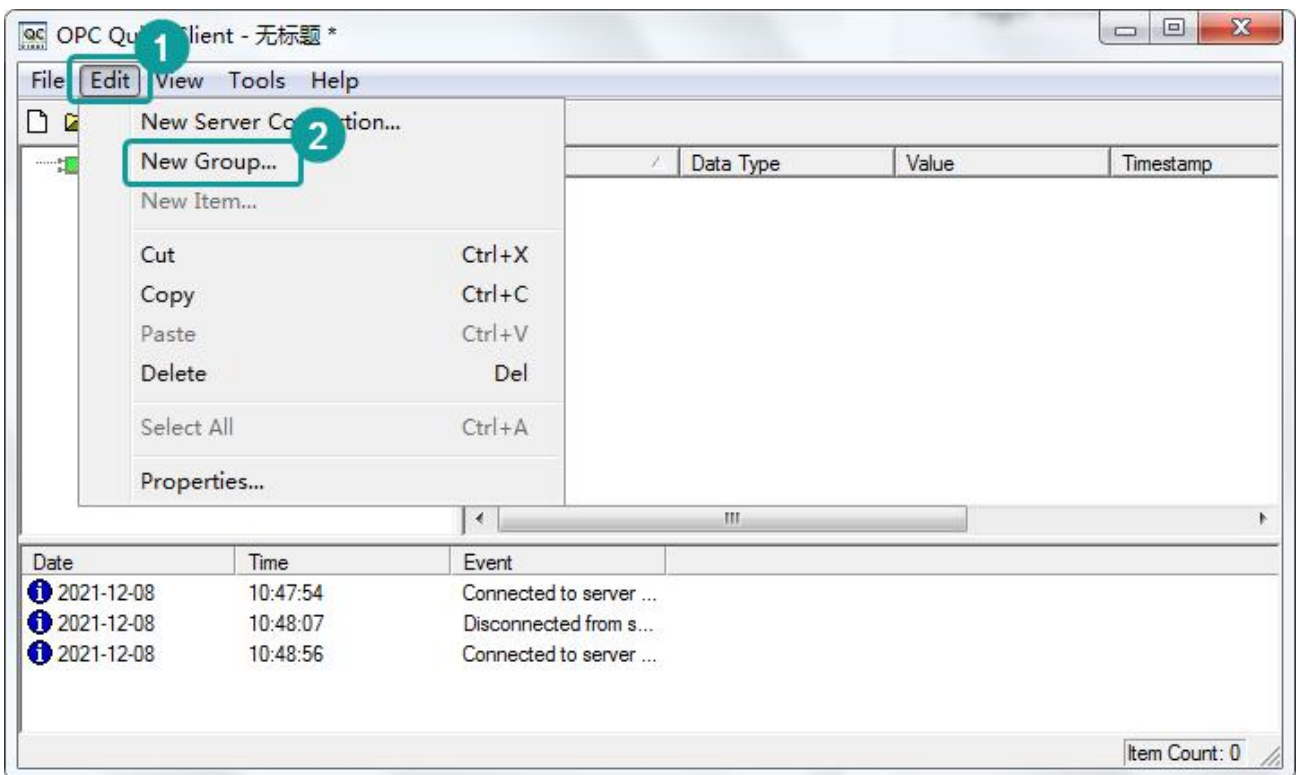 QC OPC Qu lient - 无标题 *
1
File Edit View Tools Help
New Server Co tion...
2
New Group...
Data Type Value Timestamp
New Item...
Cut Ctrl+X
Copy Ctrl+C
Paste Ctrl+V
Delete Del
Select All Ctrl+A
Properties...
Date Time Event
2021-12-08 10:47:54 Connected to server ...
2021-12-08 10:48:07 Disconnected from s...
2021-12-08 10:48:56 Connected to server ...
Item Count: 0